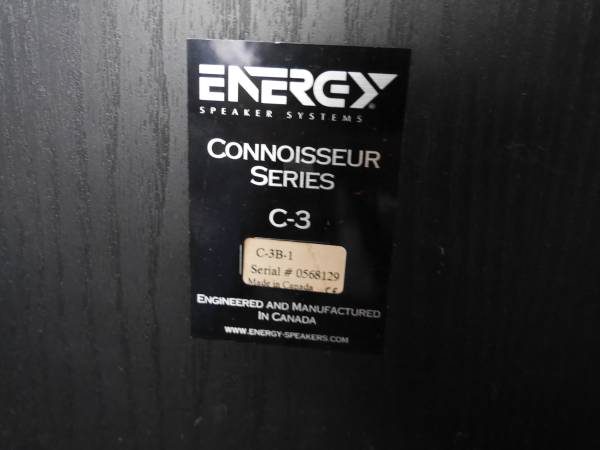 ENERGY®
SPEAKER SYSTEMS
CONNOISSEUR
SERIES
C-3
C-3B-1
Serial # 0568129
Made in Canada CE
ENGINEERED AND MANUFACTURED
IN CANADA
WWW.ENERGY-SPEAKERS.COM